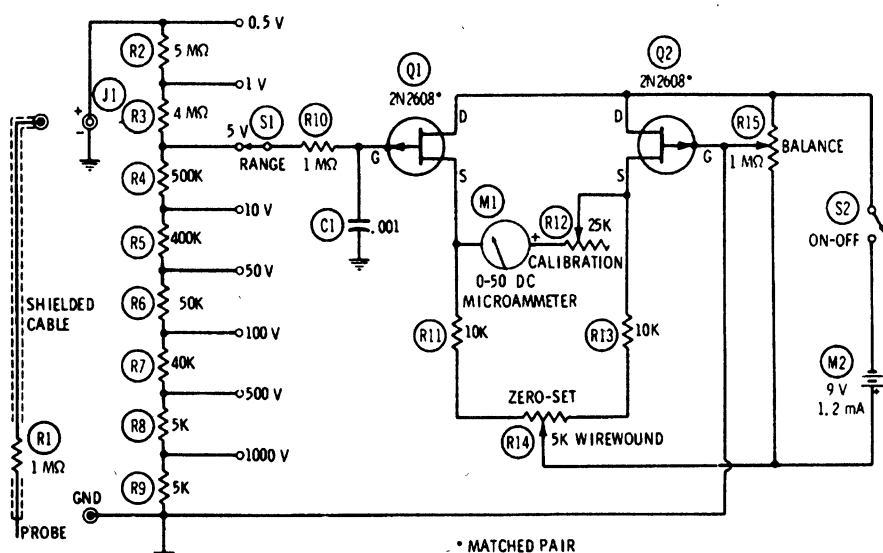 0.5 V
R2
5 MΩ
J1
+
-
1 V
R3
4 MΩ
5 V
S1
RANGE
R10
1 MΩ
R4
500K
10 V
R5
400K
50 V
R6
50K
100 V
R7
40K
500 V
R8
5K
1000 V
R9
5K
SHIELDED
CABLE
R1
1 MΩ
PROBE
GND
C1
.001
Q1
2N2608*
D
G
S
Q2
2N2608*
D
G
S
M1
+
0-50 DC
MICROAMMETER
R12
25K
CALIBRATION
R11
10K
R13
10K
ZERO-SET
R14
5K WIREWOUND
R15
1 MΩ
BALANCE
S2
ON-OFF
M2
9 V
1.2 mA
+
* MATCHED PAIR